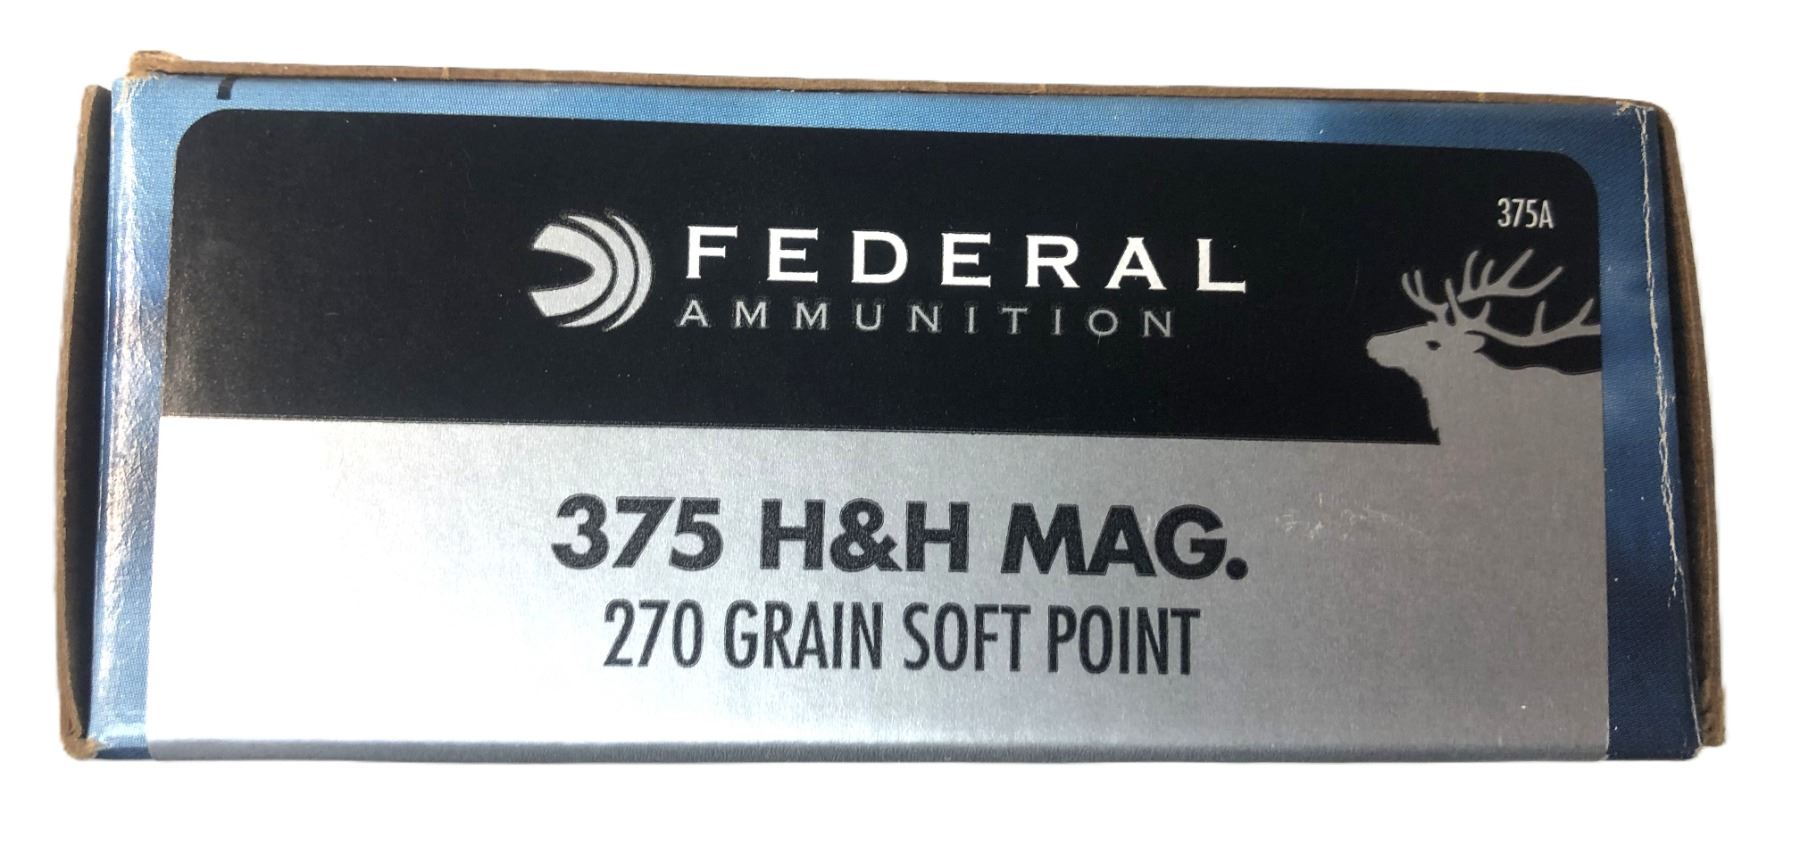 375A
FEDERAL
AMMUNITION
375 H&H MAG.
270 GRAIN SOFT POINT